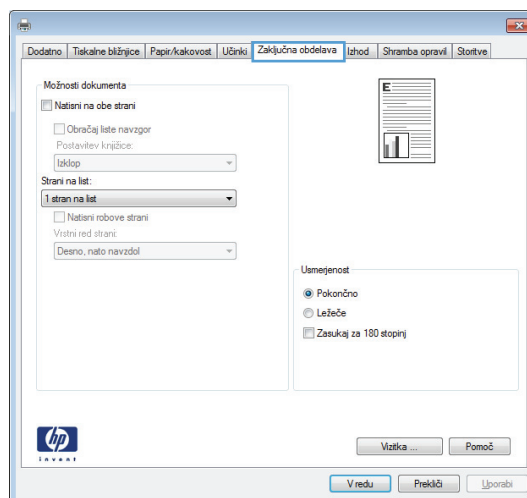 Dodatno Tiskalne bližnjice Papir/kakovost Učinki Zaključna obdelava Izhod Shramba opravil Storitve
Možnosti dokumenta
Natisni na obe strani
Obračaj liste navzgor
Postavitev knjižice:
Izklop
Strani na list:
1 stran na list
Natisni robove strani
Vrstni red strani:
Desno, nato navzdol
E
Usmerjenost
Pokončno
Ležeče
Zasukaj za 180 stopinj
hp
invent
Vizitka ... Pomoč
V redu Prekliči Uporabi